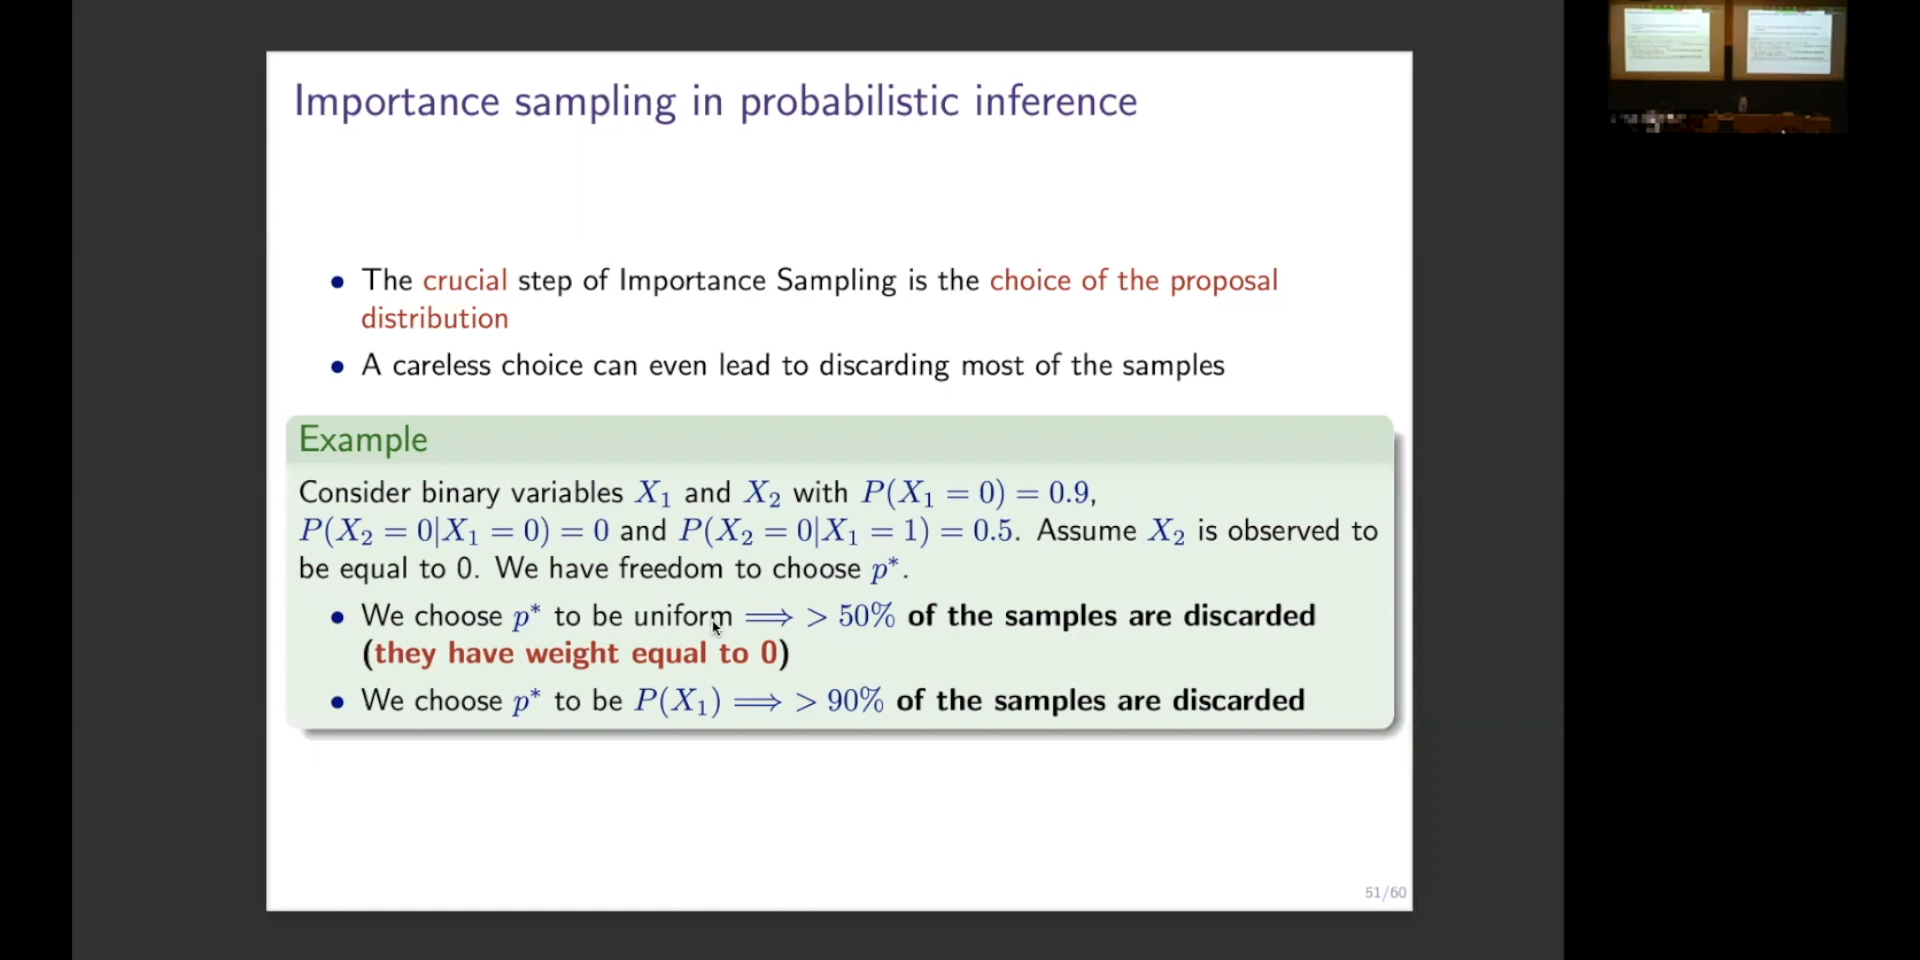 Importance sampling in probabilistic inference
• The crucial step of Importance Sampling is the choice of the proposal
distribution
• A careless choice can even lead to discarding most of the samples
Example
Consider binary variables X₁ and X₂ with P(X₁ = 0) = 0.9,
P(X₂ = 0|X₁ = 0) = 0 and P(X₂ = 0|X₁ = 1) = 0.5. Assume X₂ is observed to
be equal to 0. We have freedom to choose p*.
• We choose p* to be uniform ⟹ > 50% of the samples are discarded
(they have weight equal to 0)
• We choose p* to be P(X₁) ⟹ > 90% of the samples are discarded
51/60